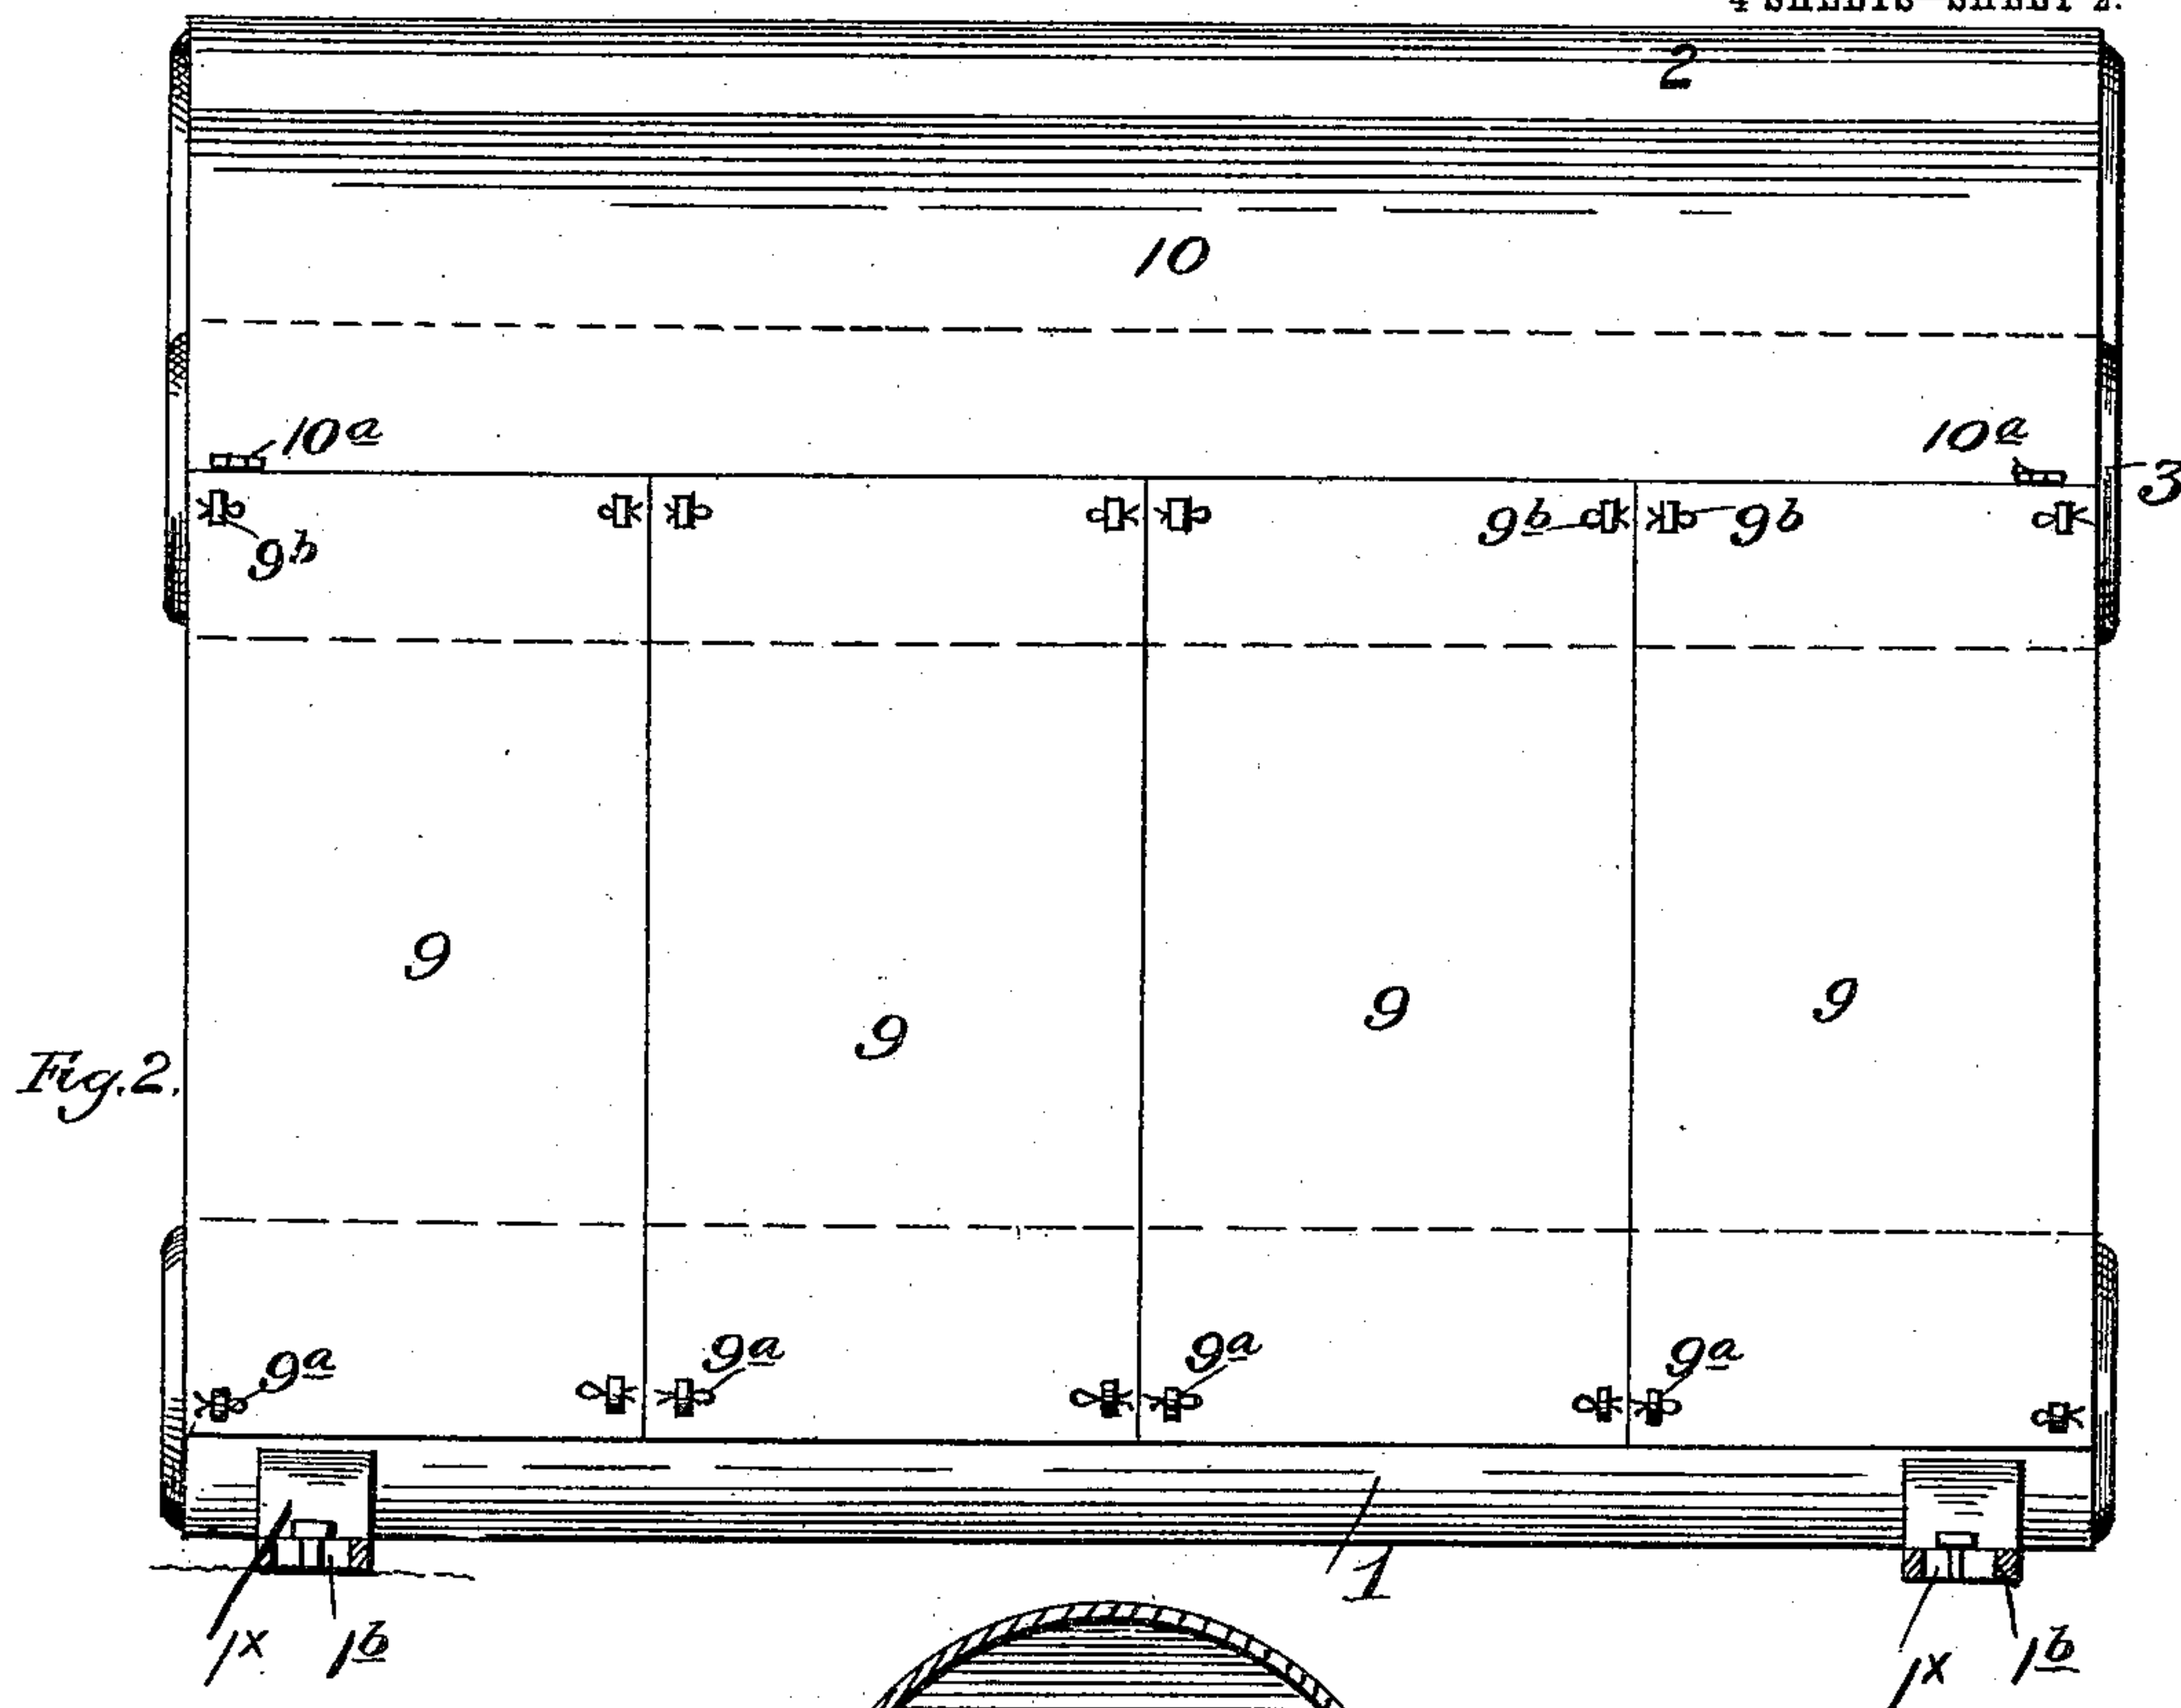 4 SHEETS—SHEET 2.
2
10
10a 10a
3
9b 9b 9b
9 9 9 9
Fig. 2.
9a 9a 9a 9a
1
1x 1b 1x 1b